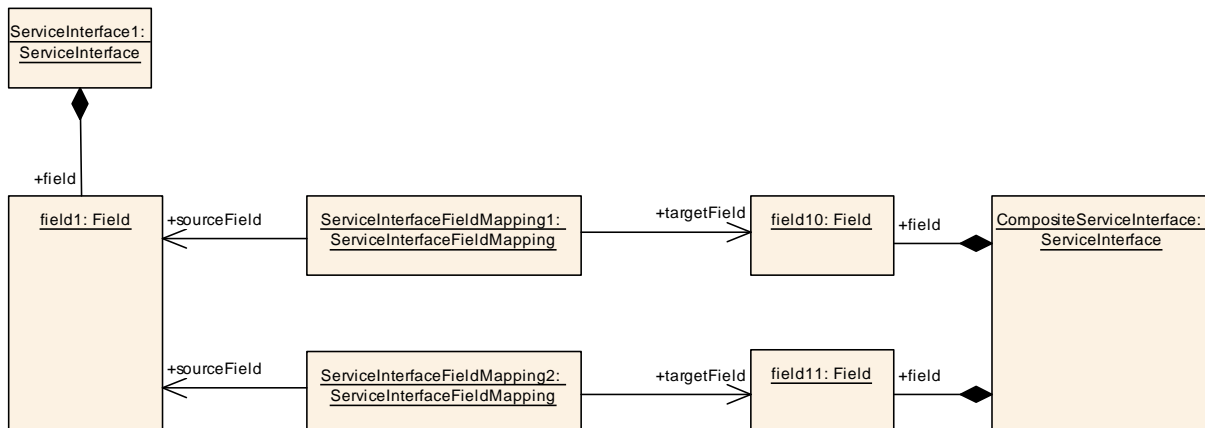 ServiceInterface1:
ServiceInterface
+field
field1: Field
+sourceField
ServiceInterfaceFieldMapping1:
ServiceInterfaceFieldMapping
+targetField
field10: Field
+field
CompositeServiceInterface:
ServiceInterface
+sourceField
ServiceInterfaceFieldMapping2:
ServiceInterfaceFieldMapping
+targetField
field11: Field
+field